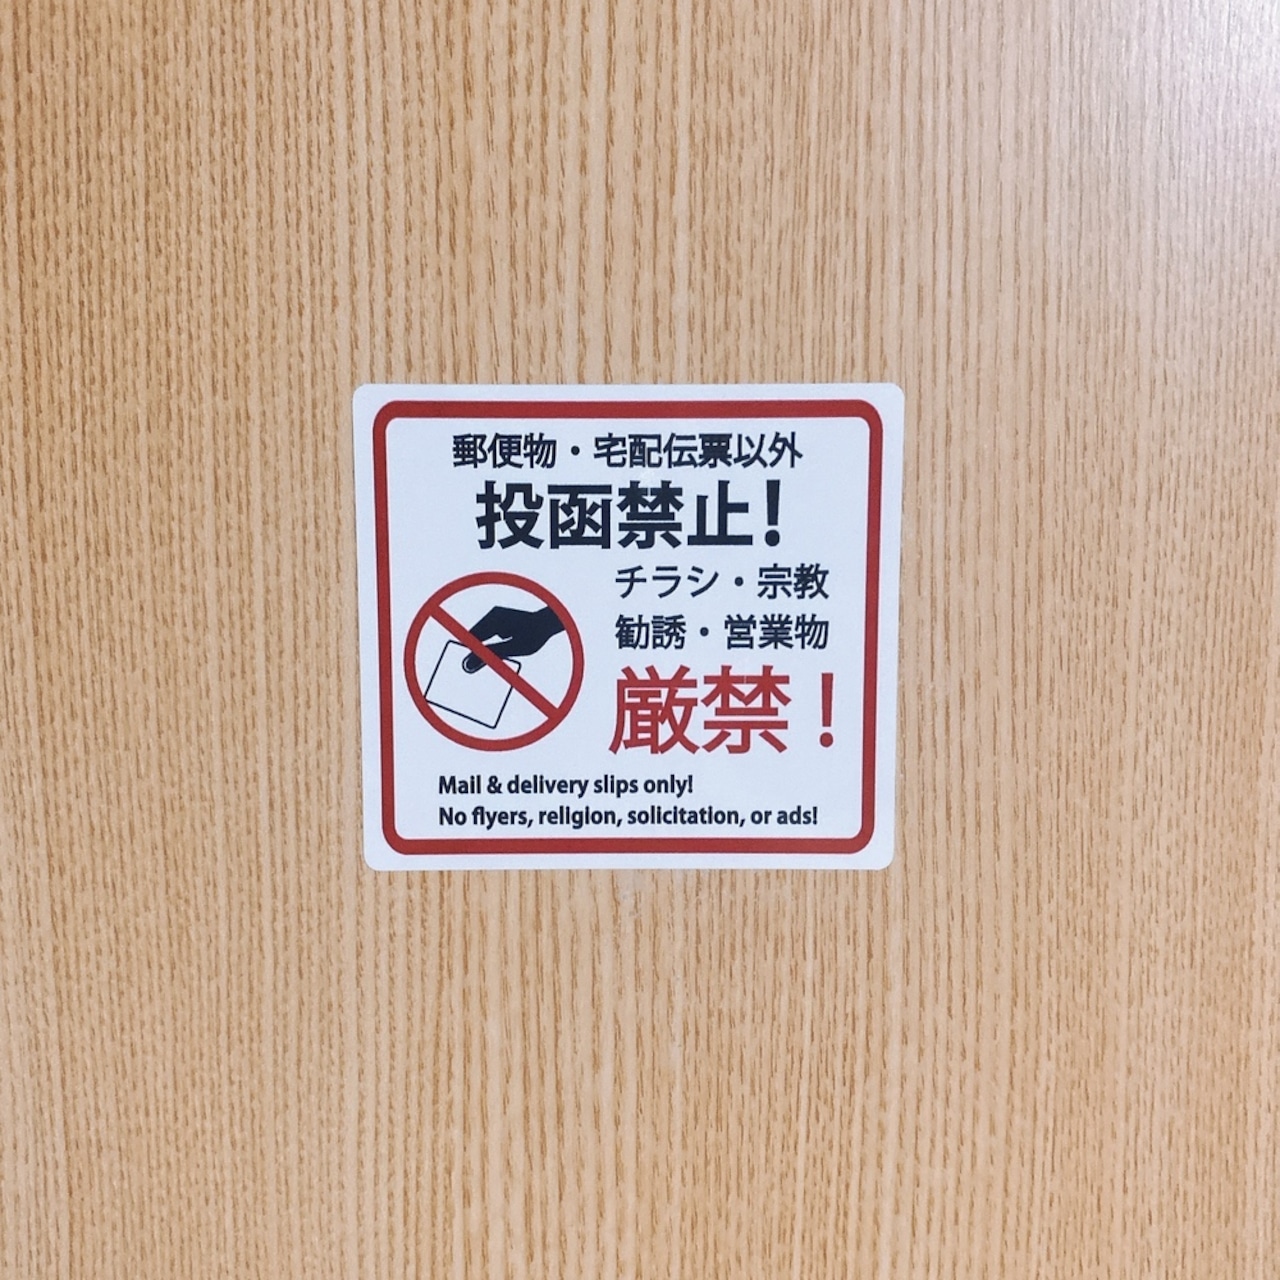 郵便物・宅配伝票以外
投函禁止!
チラシ・宗教
勧誘・営業物
厳禁!
Mail & delivery slips only!
No flyers, religion, solicitation, or ads!